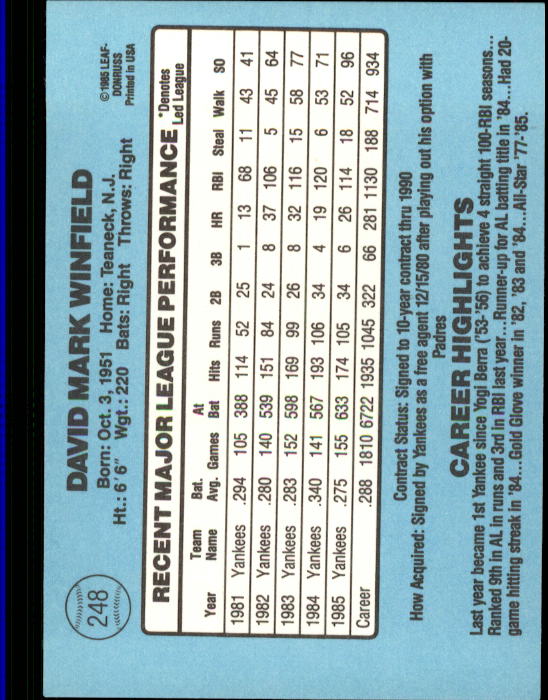 248
DAVID MARK WINFIELD
©1985 LEAF-
DONRUSS
Printed in USA
Born: Oct. 3, 1951 Home: Teaneck, N.J.
Ht.: 6'6" Wgt.: 220 Bats: Right Throws: Right
RECENT MAJOR LEAGUE PERFORMANCE *Denotes Led League
Year Team Name Bat. Avg. Games At Bat Hits Runs 2B 3B HR RBI Steal Walk SO
1981 Yankees .294 105 388 114 52 25 1 13 68 11 43 41
1982 Yankees .280 140 539 151 84 24 8 37 106 5 45 64
1983 Yankees .283 152 598 169 99 26 8 32 116 15 58 77
1984 Yankees .340 141 567 193 106 34 4 19 120 6 53 71
1985 Yankees .275 155 633 174 105 34 6 26 114 18 52 96
Career .288 1810 6722 1935 1045 322 66 281 1130 188 714 934
Contract Status: Signed to 10-year contract thru 1990
How Acquired: Signed by Yankees as a free agent 12/15/80 after playing out his option with
Padres
CAREER HIGHLIGHTS
Last year became 1st Yankee since Yogi Berra ('53-'56) to achieve 4 straight 100-RBI seasons...
Ranked 9th in AL in runs and 3rd in RBI last year...Runner-up for AL batting title in '84...Had 20-
game hitting streak in '84...Gold Glove winner in '82, '83 and '84...All-Star '77-'85.